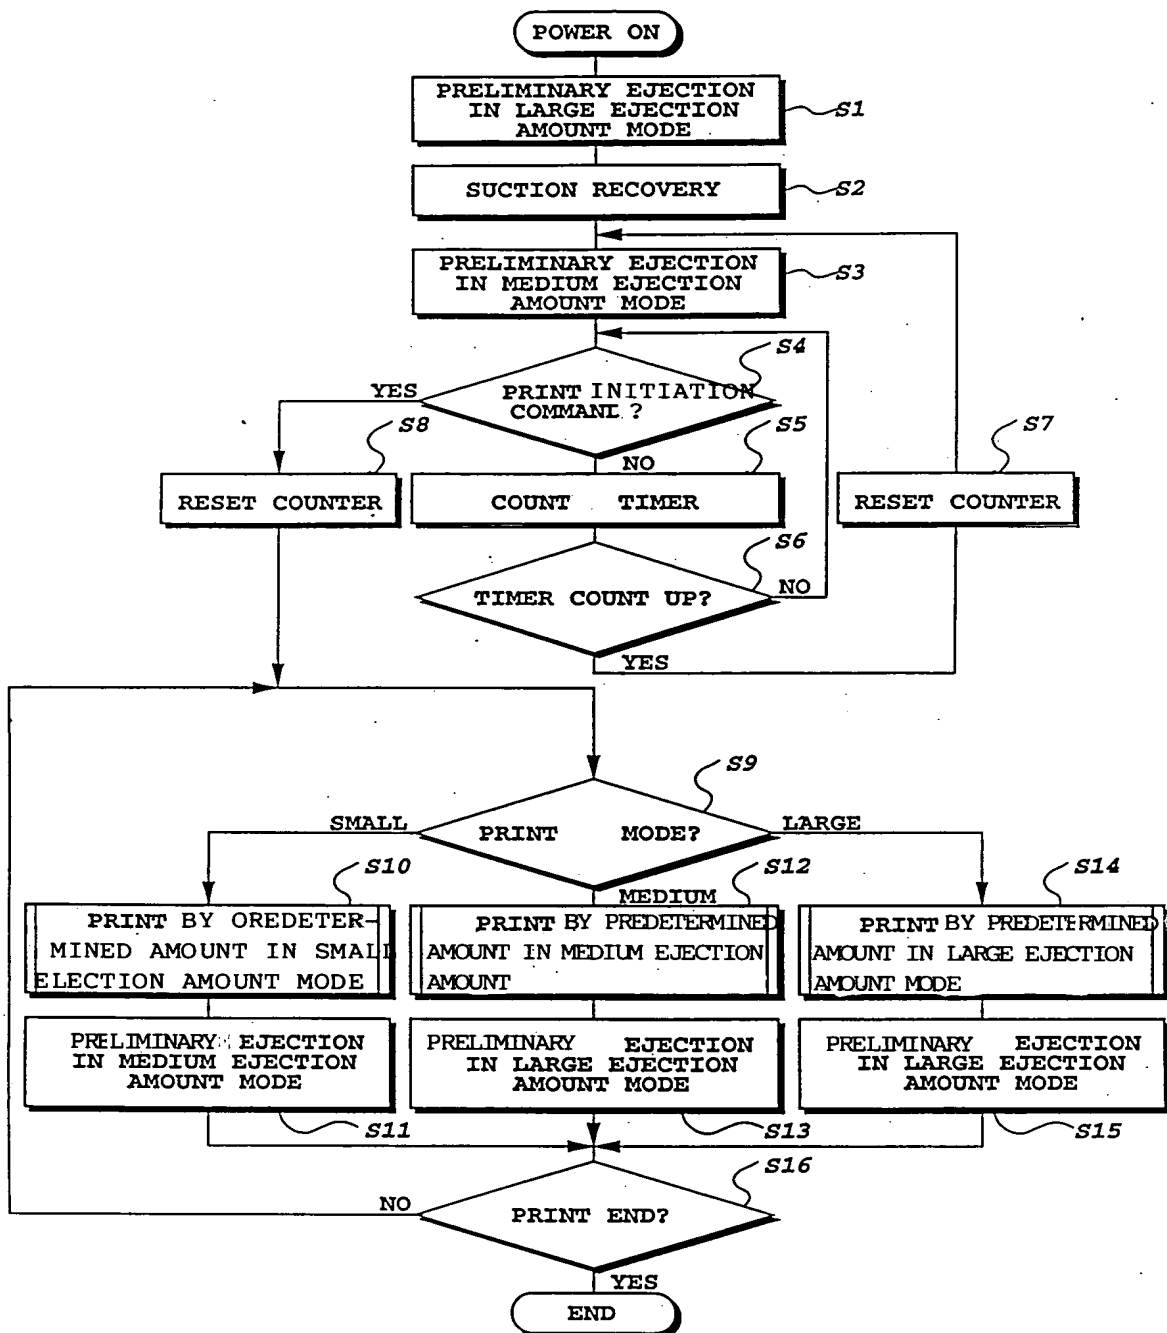 POWER ON
PRELIMINARY EJECTION
IN LARGE EJECTION
AMOUNT MODE
S1
SUCTION RECOVERY
S2
PRELIMINARY EJECTION
IN MEDIUM EJECTION
AMOUNT MODE
S3
S4
YES
PRINT INITIATION
COMMAND ?
S8
NO
S5
S7
RESET COUNTER
COUNT TIMER
RESET COUNTER
S6
TIMER COUNT UP?
NO
YES
S9
SMALL
PRINT MODE?
LARGE
S10
MEDIUM
S12
S14
PRINT BY OREDETER-
MINED AMOUNT IN SMALL
ELECTION AMOUNT MODE
PRINT BY PREDETERMINED
AMOUNT IN MEDIUM EJECTION
AMOUNT
PRINT BY PREDETERMINED
AMOUNT IN LARGE EJECTION
AMOUNT MODE
PRELIMINARY EJECTION
IN MEDIUM EJECTION
AMOUNT MODE
PRELIMINARY EJECTION
IN LARGE EJECTION
AMOUNT MODE
PRELIMINARY EJECTION
IN LARGE EJECTION
AMOUNT MODE
S11
S13
S15
S16
NO
PRINT END?
YES
END